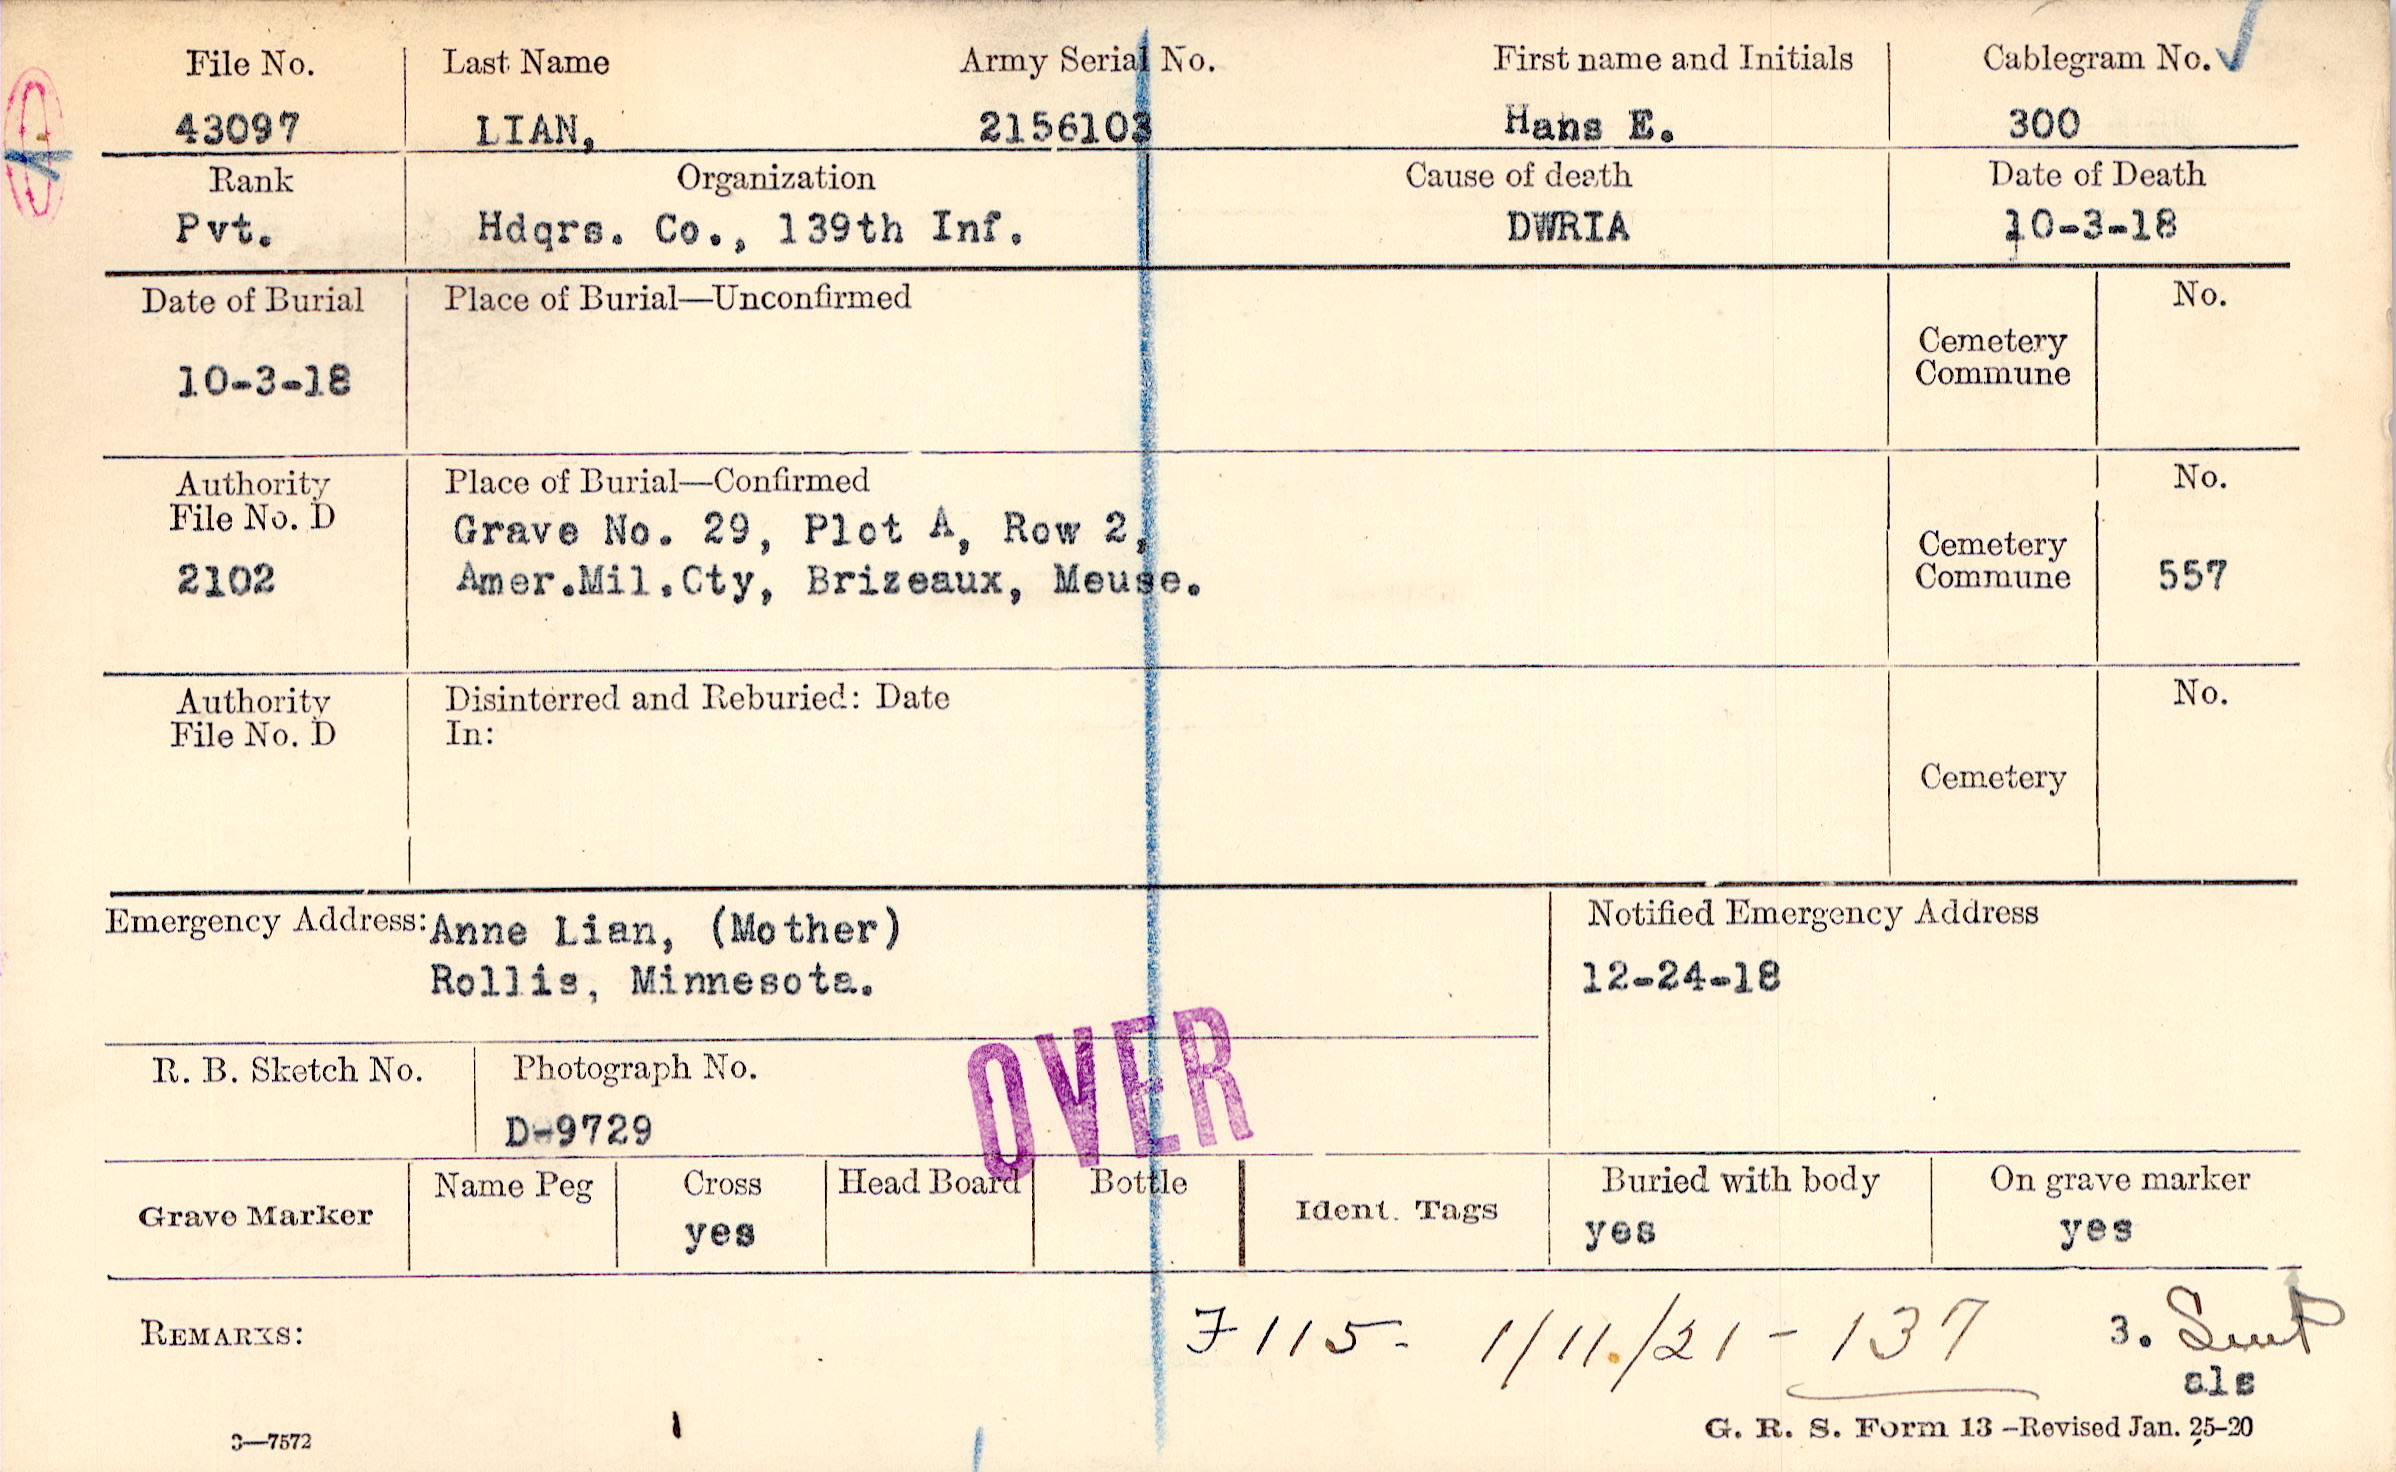 File No. Last Name Army Serial No. First name and Initials Cablegram No.
43097 LIAN, 2156103 Hans E. 300
Rank Organization Cause of death Date of Death
Pvt. Hdqrs. Co., 139th Inf. DWRIA 10-3-18
Date of Burial Place of Burial—Unconfirmed No.
Cemetery
Commune
10-3-18
Authority Place of Burial—Confirmed No.
File No. D Grave No. 29, Plot A, Row 2,
Cemetery
2102 Amer.Mil.Cty, Brizeaux, Meuse. Commune 557
Authority Disinterred and Reburied: Date No.
File No. D In:
Cemetery
Emergency Address: Anne Lian, (Mother) Notified Emergency Address
Rollis, Minnesota. 12-24-18
OVER
R. B. Sketch No. Photograph No.
D-9729
Name Peg Cross Head Board Bottle Buried with body On grave marker
Grave Marker Ident. Tags
yes yes yes
REMARKS: F 115- 1/11/21- 137 3.
als
3—7572 G. R. S. Form 13 -Revised Jan. 25-20